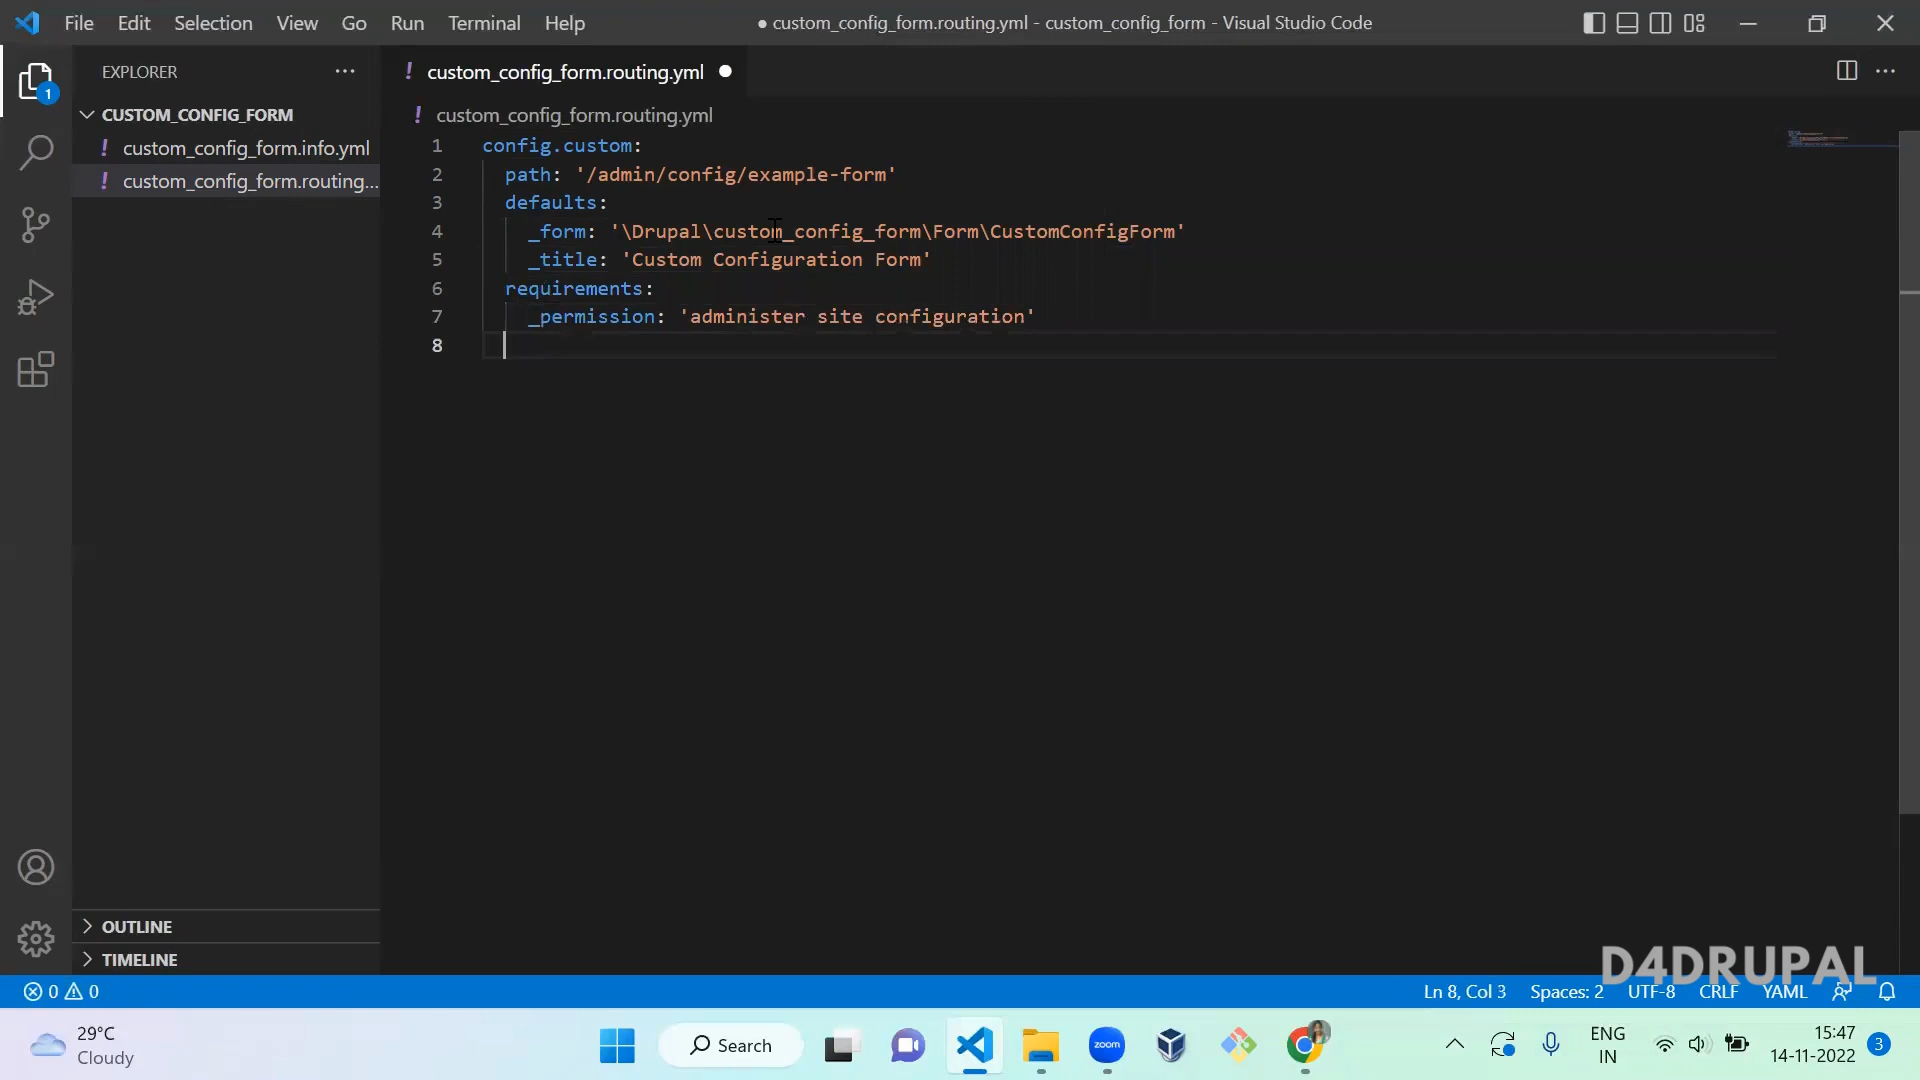 File Edit Selection View Go Run Terminal Help
● custom_config_form.routing.yml - custom_config_form - Visual Studio Code
EXPLORER
1
CUSTOM_CONFIG_FORM
! custom_config_form.info.yml
! custom_config_form.routing...
! custom_config_form.routing.yml
! custom_config_form.routing.yml
1 config.custom:
2 path: '/admin/config/example-form'
3 defaults:
4 _form: '\Drupal\custom_config_form\Form\CustomConfigForm'
5 _title: 'Custom Configuration Form'
6 requirements:
7 _permission: 'administer site configuration'
8
OUTLINE
TIMELINE
D4DRUPAL
0 0
Ln 8, Col 3 Spaces: 2 UTF-8 CRLF YAML
29°C
Cloudy
Search
zoom
ENG
IN
15:47
14-11-2022
3